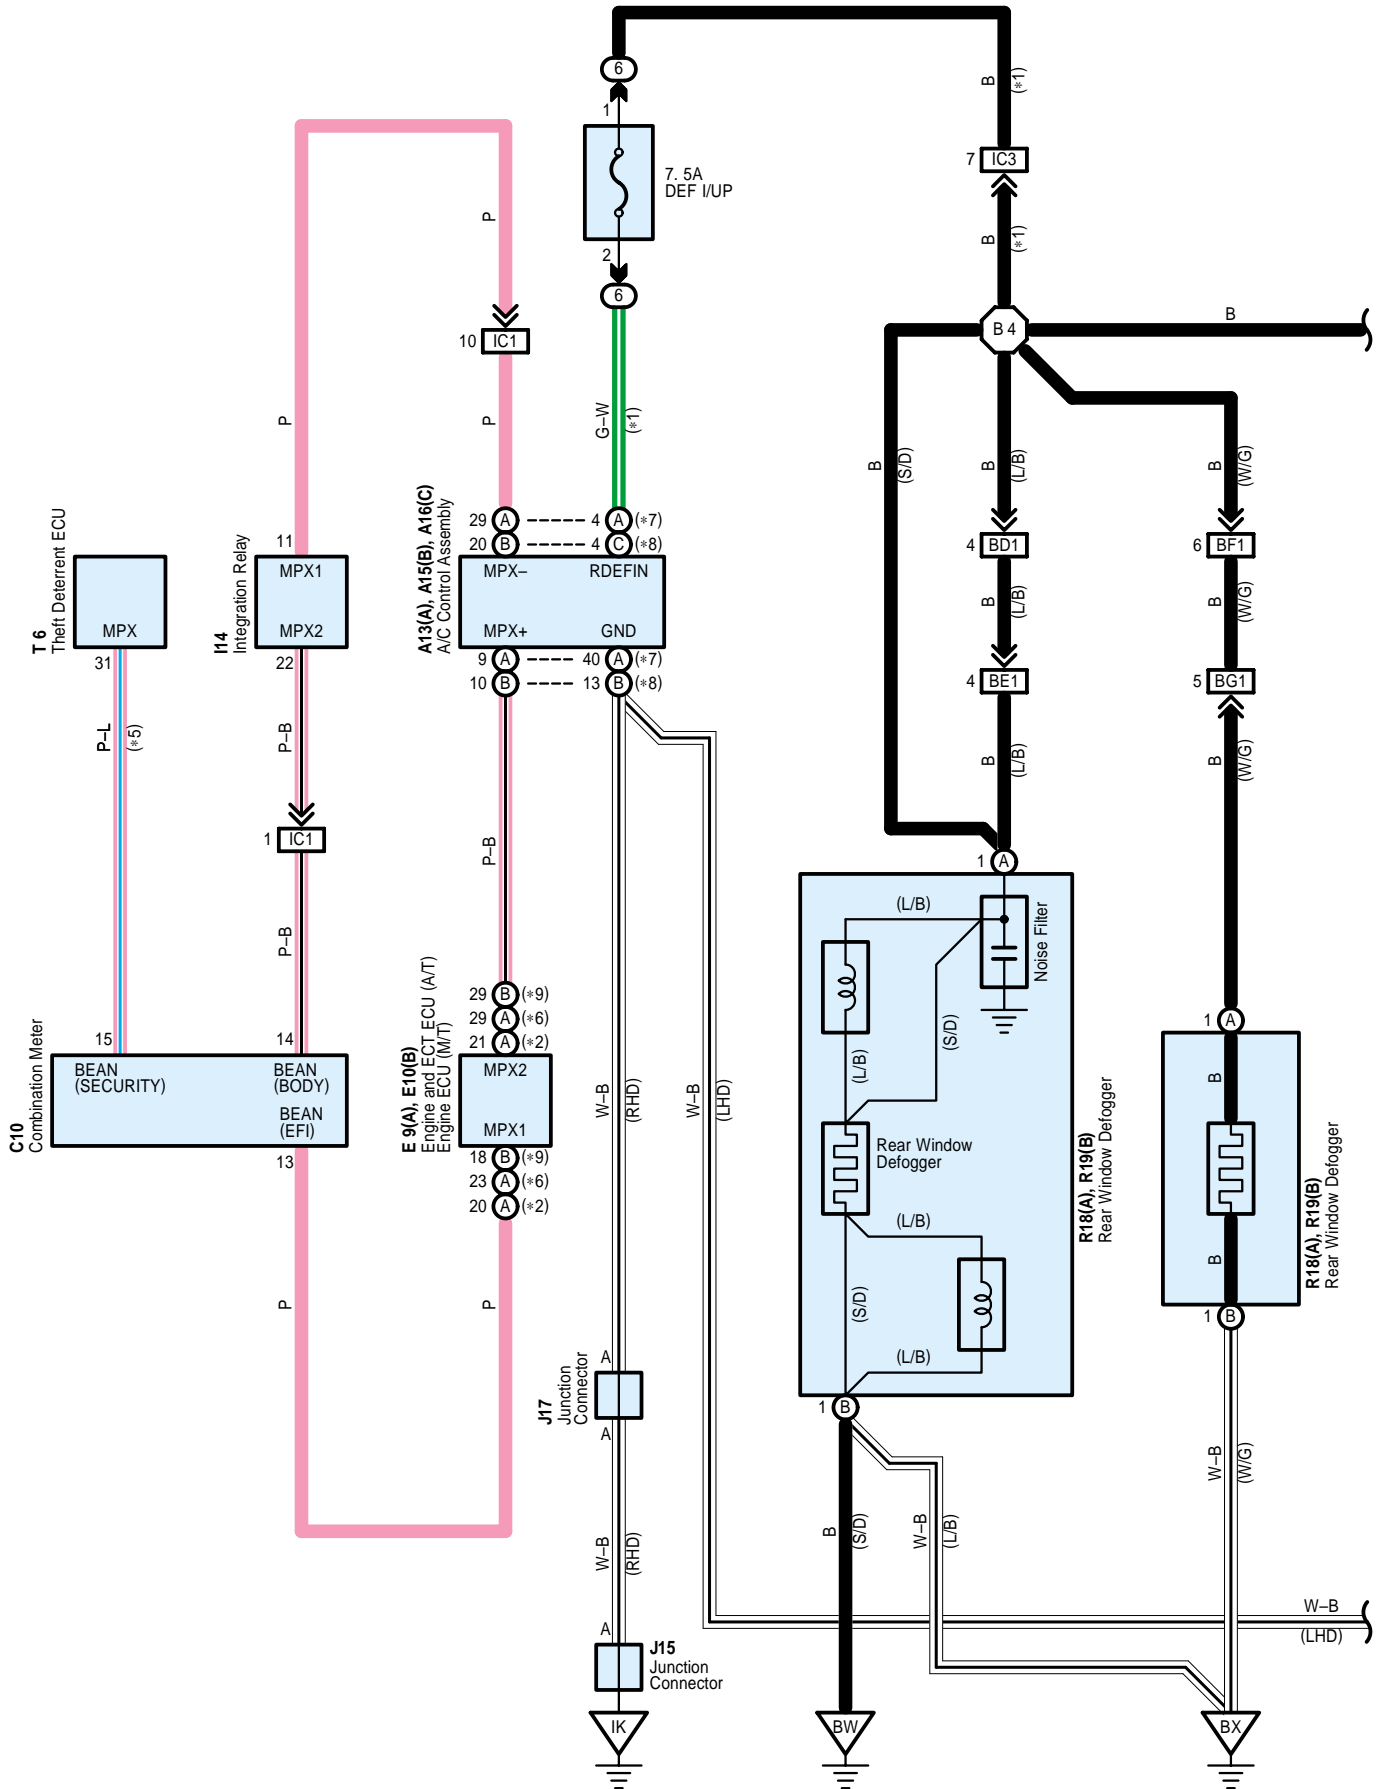 6
1
7. 5A
DEF I/UP
2
6
B
(*1)
7 IC3
B
(*1)
B 4
B
P
10 IC1
P
P
G–W
(*1)
B
(S/D)
B
(L/B)
B
(W/G)
4 BD1
6 BF1
B
(L/B)
B
(W/G)
4 BE1
5 BG1
B
(L/B)
B
(W/G)
T 6
Theft Deterrent ECU
MPX
31
P–L
(*5)
I14
Integration Relay
11
MPX1
MPX2
22
P–B
1 IC1
P–B
A13(A), A15(B), A16(C)
A/C Control Assembly
29 A 4 A (*7)
20 B 4 C (*8)
MPX– RDEFIN
MPX+ GND
9 A 40 A (*7)
10 B 13 B (*8)
P–B
C10
Combination Meter
15
14
BEAN
(SECURITY)
BEAN
(BODY)
BEAN
(EFI)
13
P
E 9(A), E10(B)
Engine and ECT ECU (A/T)
Engine ECU (M/T)
29 B (*9)
29 A (*6)
21 A (*2)
MPX2
MPX1
18 B (*9)
23 A (*6)
20 A (*2)
P
W–B
(RHD)
W–B
(LHD)
A
J17
Junction
Connector
A
W–B
(RHD)
A
J15
Junction
Connector
IK
1 A
(L/B)
Noise Filter
(S/D)
(L/B)
Rear Window
Defogger
(L/B)
(S/D)
(L/B)
R18(A), R19(B)
Rear Window Defogger
1 B
B
(S/D)
W–B
(L/B)
BW
1 A
B
B
R18(A), R19(B)
Rear Window Defogger
1 B
W–B
(W/G)
W–B
(LHD)
BX